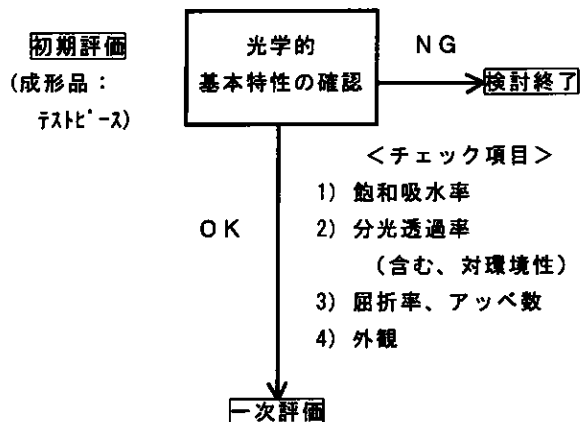 初期評価
(成形品：
ﾃｽﾄﾋﾟｰｽ)
光学的
基本特性の確認
NG
検討終了
＜チェック項目＞
1) 飽和吸水率
2) 分光透過率
(含む、対環境性)
3) 屈折率、アッベ数
4) 外観
OK
一次評価